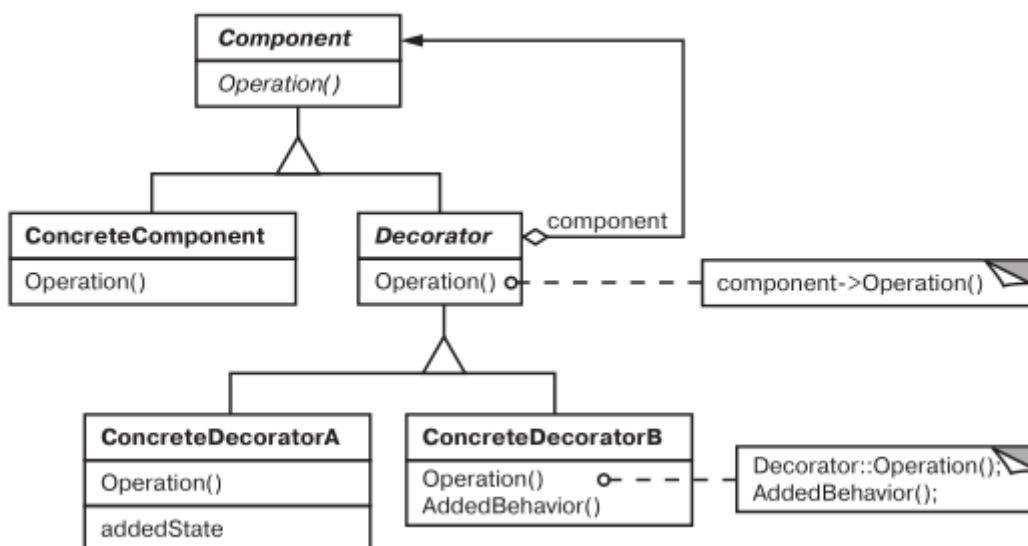 Component
Operation()
ConcreteComponent
Operation()
Decorator
Operation()
component
component->Operation()
ConcreteDecoratorA
Operation()
addedState
ConcreteDecoratorB
Operation()
AddedBehavior()
Decorator::Operation();
AddedBehavior();